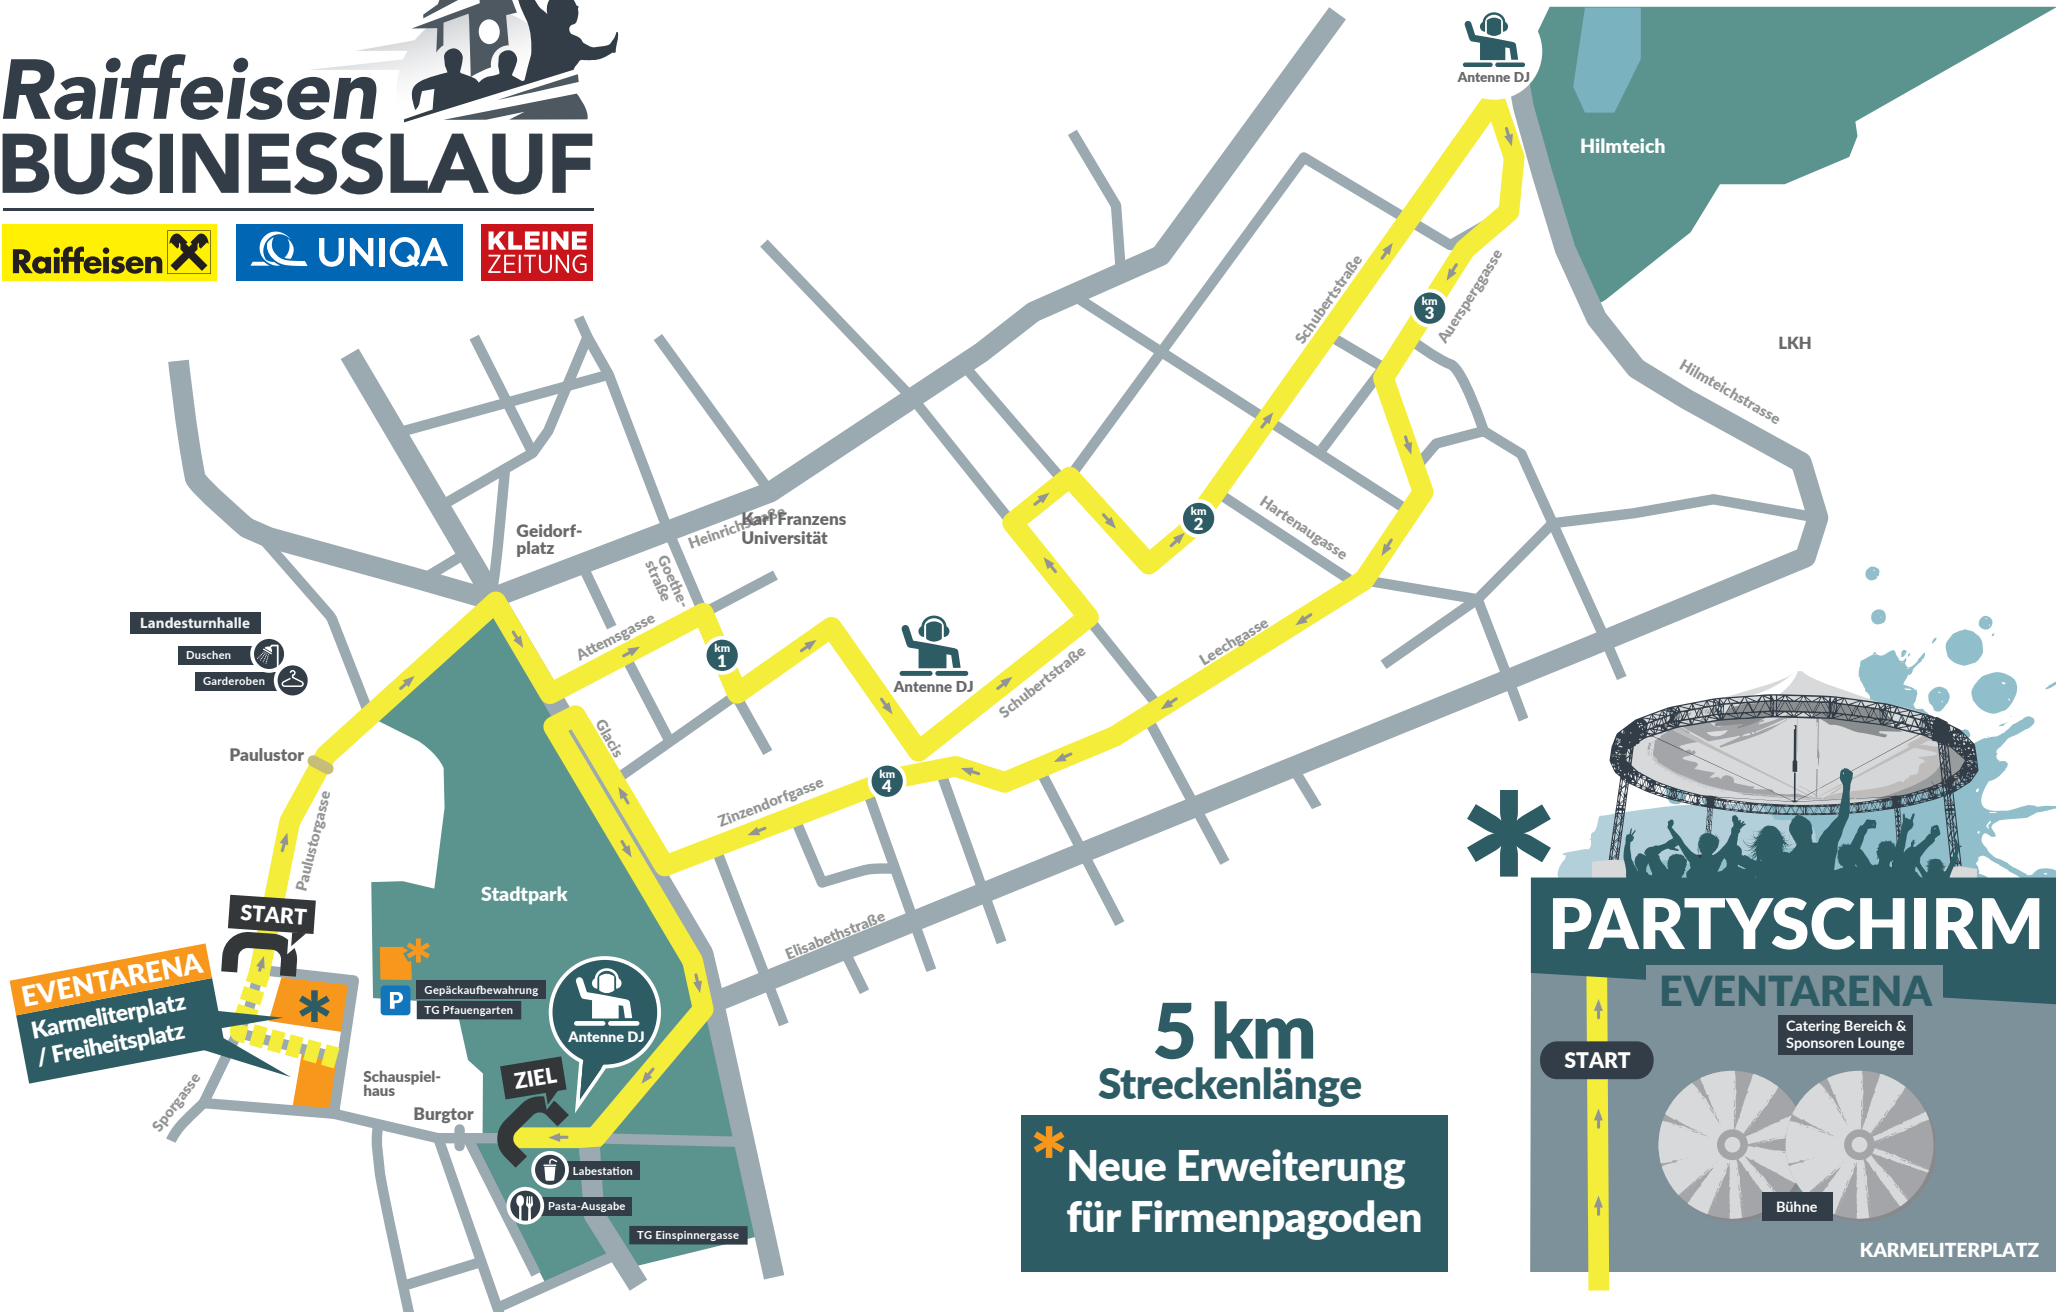 Raiffeisen
BUSINESSLAUF
Raiffeisen
UNIQA
KLEINE
ZEITUNG
Antenne DJ
Hilmteich
LKH
Hilmteichstrasse
Schubertstraße
Auersperggasse
km
3
Geidorf-
platz
Heinrichstraße
Karl Franzens
Universität
Goethe-
straße
km
2
Hartenaugasse
Landesturnhalle
Duschen
Garderoben
Attemsgasse
km
1
Antenne DJ
Schubertstraße
Leechgasse
Paulustor
Glacis
Zinzendorfgasse
km
4
Paulustorgasse
START
Stadtpark
Elisabethstraße
EVENTARENA
Karmeliterplatz
/ Freiheitsplatz
P
Gepäckaufbewahrung
TG Pfauengarten
Antenne DJ
Sporgasse
Schauspiel-
haus
Burgtor
ZIEL
Labestation
Pasta-Ausgabe
TG Einspinnergasse
5 km
Streckenlänge
*Neue Erweiterung
für Firmenpagoden
*
PARTYSCHIRM
EVENTARENA
Catering Bereich &
Sponsoren Lounge
START
Bühne
KARMELITERPLATZ